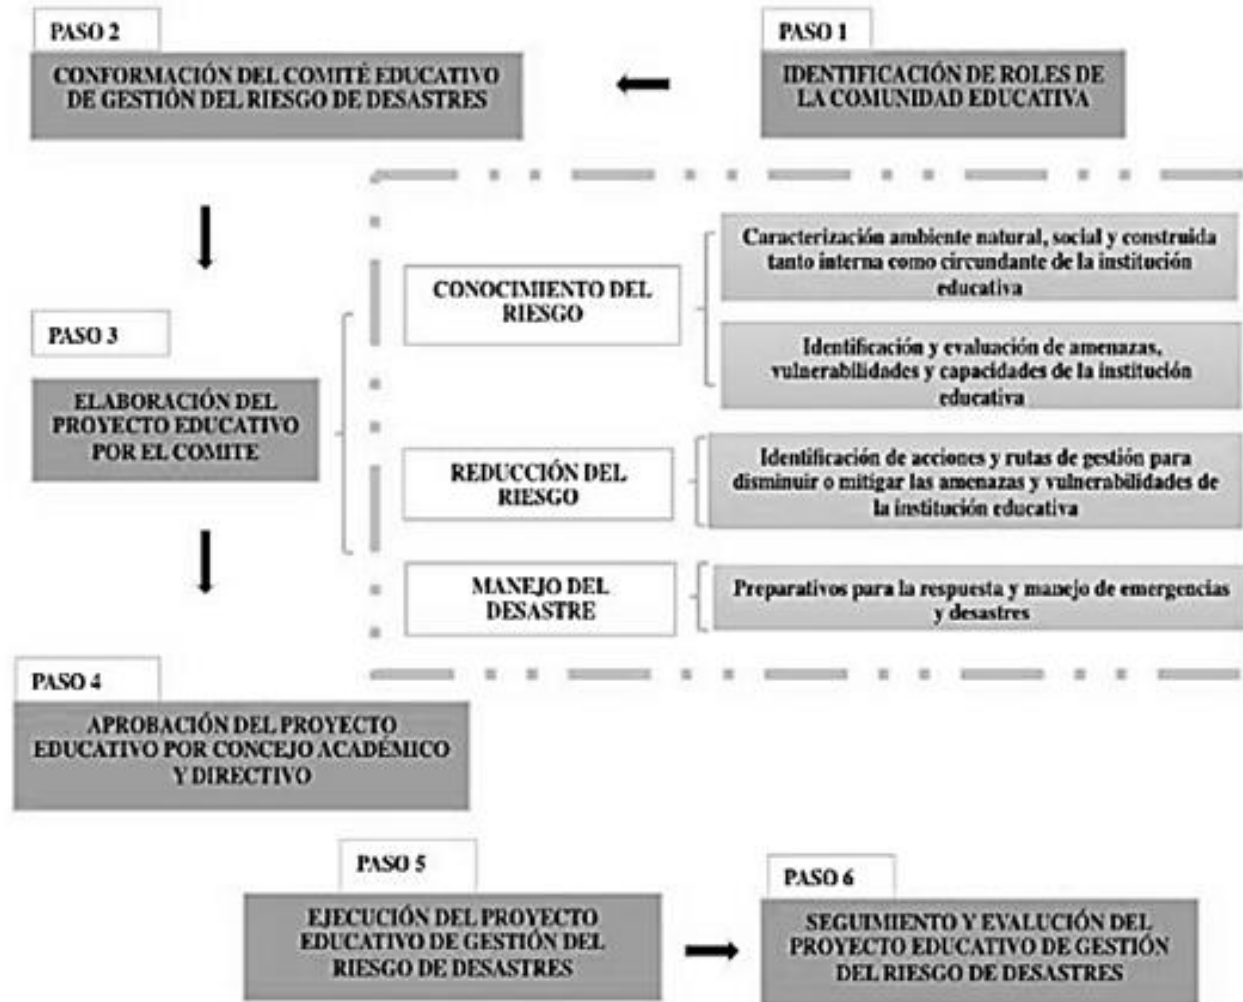 PASO 2
CONFORMACIÓN DEL COMITÉ EDUCATIVO
DE GESTIÓN DEL RIESGO DE DESASTRES
PASO 1
IDENTIFICACIÓN DE ROLES DE
LA COMUNIDAD EDUCATIVA
PASO 3
ELABORACIÓN DEL
PROYECTO EDUCATIVO
POR EL COMITE
CONOCIMIENTO DEL
RIESGO
Caracterización ambiente natural, social y construida
tanto interna como circundante de la institución
educativa
Identificación y evaluación de amenazas,
vulnerabilidades y capacidades de la institución
educativa
REDUCCIÓN DEL
RIESGO
Identificación de acciones y rutas de gestión para
disminuir o mitigar las amenazas y vulnerabilidades de
la institución educativa
MANEJO DEL
DESASTRE
Preparativos para la respuesta y manejo de emergencias
y desastres
PASO 4
APROBACIÓN DEL PROYECTO
EDUCATIVO POR CONCEJO ACADÉMICO
Y DIRECTIVO
PASO 5
EJECUCIÓN DEL PROYECTO
EDUCATIVO DE GESTIÓN DEL
RIESGO DE DESASTRES
PASO 6
SEGUIMIENTO Y EVALUCIÓN DEL
PROYECTO EDUCATIVO DE GESTIÓN
DEL RIESGO DE DESASTRES